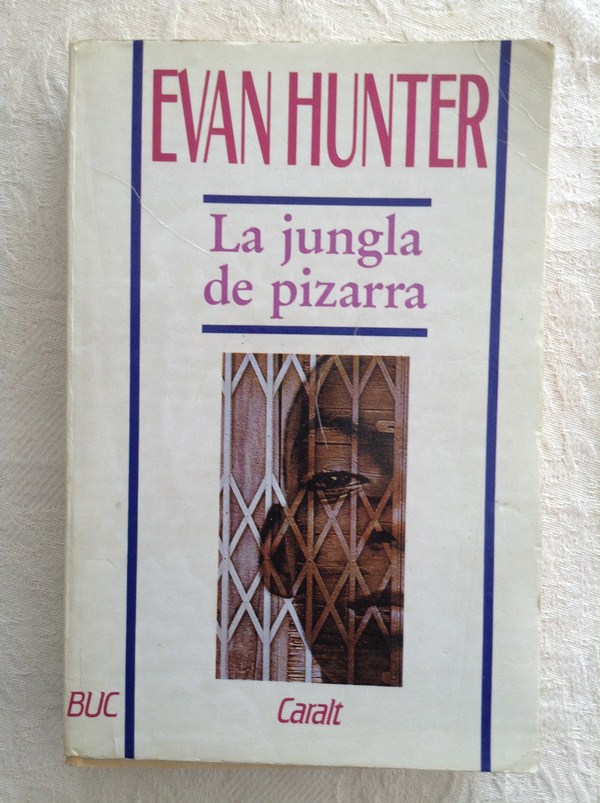 EVAN HUNTER
La jungla
de pizarra
BUC
Caralt